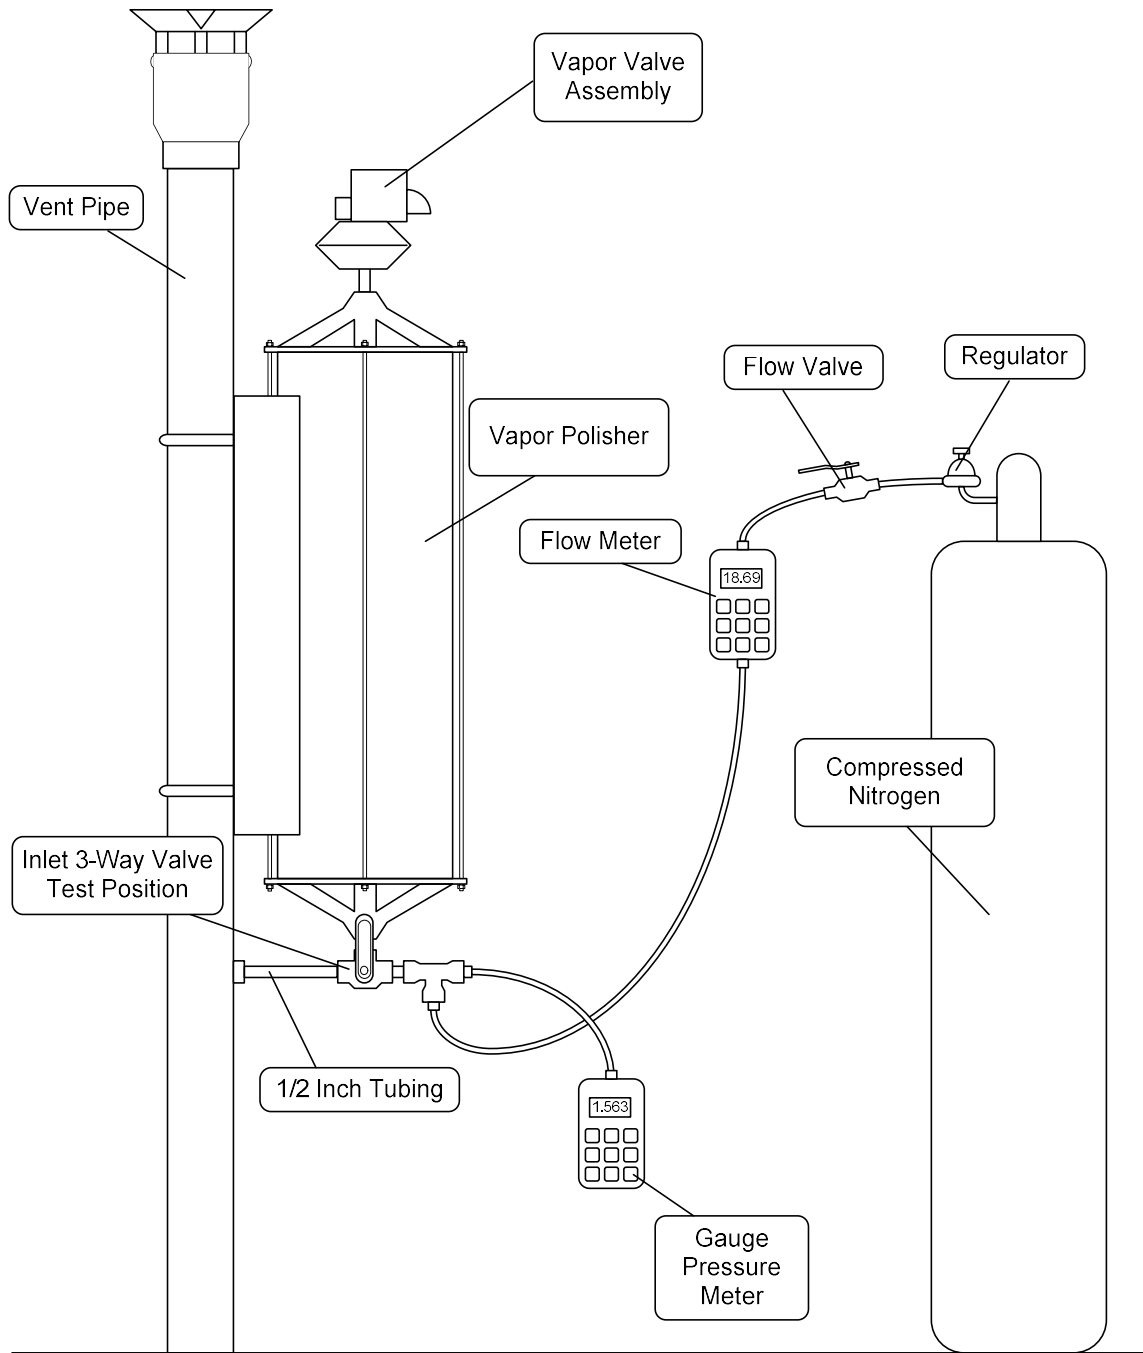 Vapor Valve
Assembly
Vent Pipe
Flow Valve
Regulator
Vapor Polisher
Flow Meter
18.69
Compressed
Nitrogen
Inlet 3-Way Valve
Test Position
1/2 Inch Tubing
1.563
Gauge
Pressure
Meter